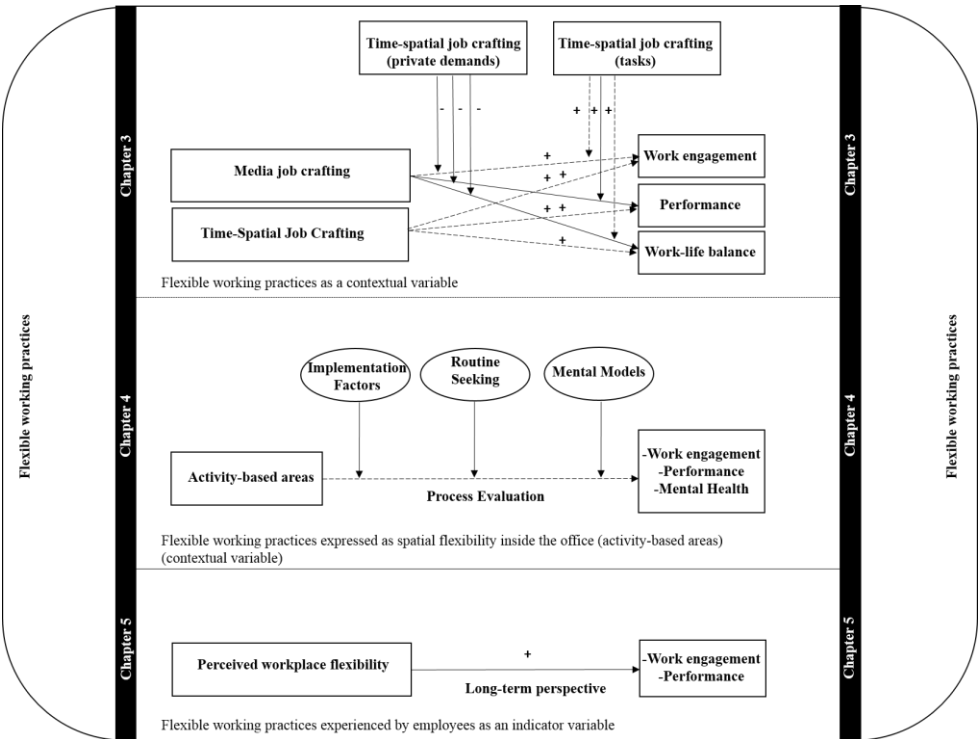 Flexible working practices
Chapter 3
Time-spatial job crafting
(private demands)
Time-spatial job crafting
(tasks)
- - -
+ + +
Media job crafting
Time-Spatial Job Crafting
+
+ +
+ +
+
Work engagement
Performance
Work-life balance
Flexible working practices as a contextual variable
Chapter 3
Chapter 4
Implementation
Factors
Routine
Seeking
Mental Models
Activity-based areas
Process Evaluation
-Work engagement
-Performance
-Mental Health
Flexible working practices expressed as spatial flexibility inside the office (activity-based areas)
(contextual variable)
Chapter 4
Chapter 5
Perceived workplace flexibility
+
Long-term perspective
-Work engagement
-Performance
Flexible working practices experienced by employees as an indicator variable
Chapter 5
Flexible working practices